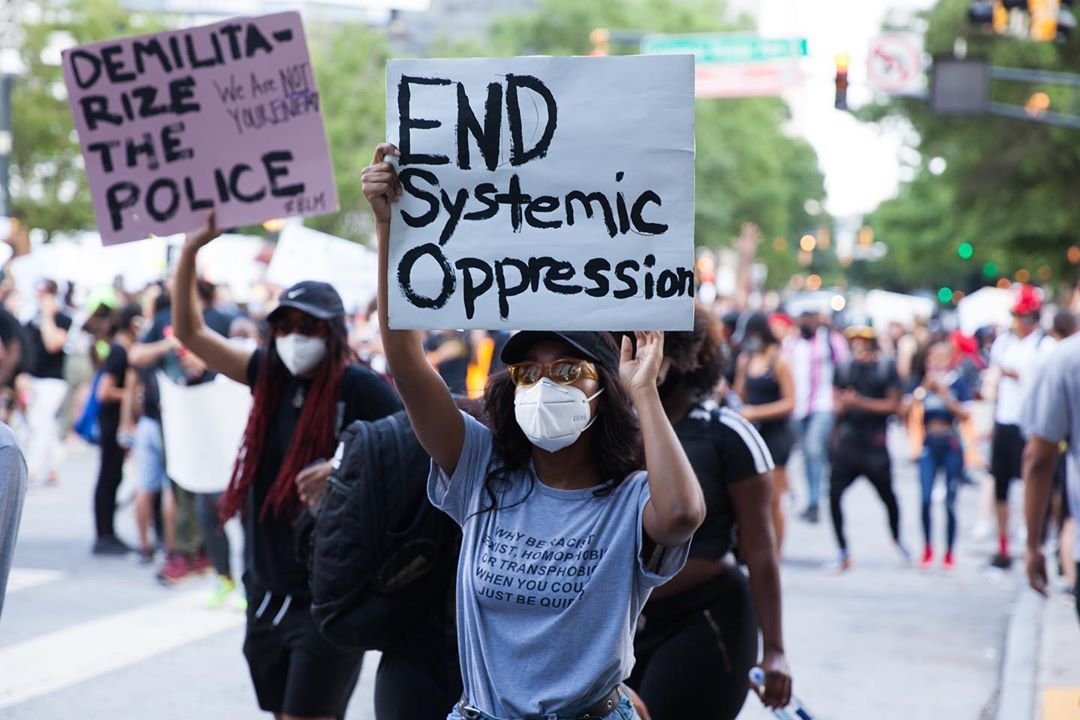 DEMILITA-
RIZE
THE
POLICE
We Are NOT
YOUR ENEMY
#BLM
END
Systemic
Oppression
WHY BE RACIST
SEXIST, HOMOPHOBIC
OR TRANSPHOBIC
WHEN YOU COULD
JUST BE QUIET